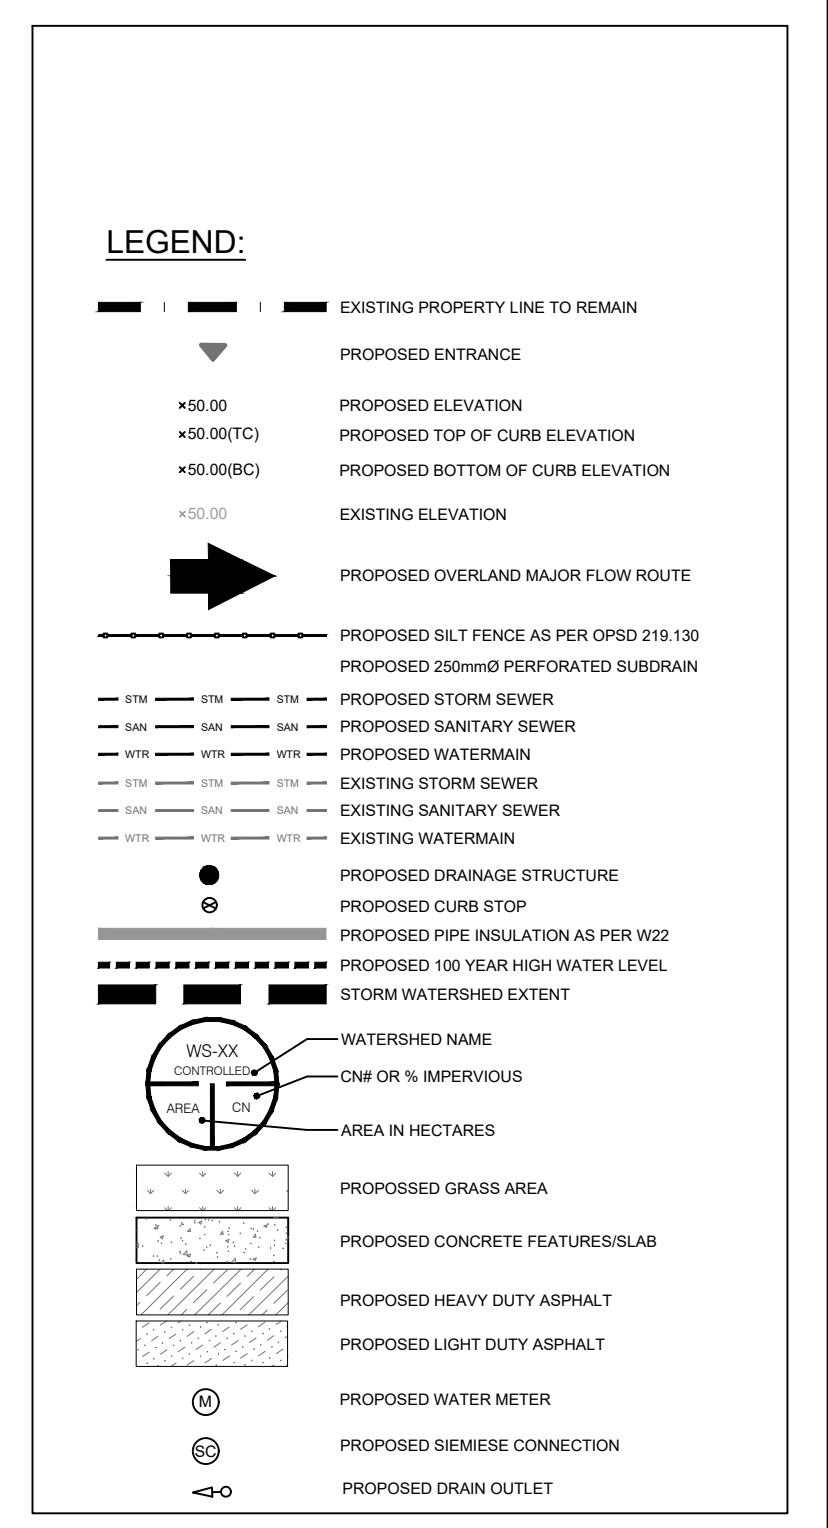 LEGEND:
EXISTING PROPERTY LINE TO REMAIN
PROPOSED ENTRANCE
×50.00 PROPOSED ELEVATION
×50.00(TC) PROPOSED TOP OF CURB ELEVATION
×50.00(BC) PROPOSED BOTTOM OF CURB ELEVATION
×50.00 EXISTING ELEVATION
PROPOSED OVERLAND MAJOR FLOW ROUTE
PROPOSED SILT FENCE AS PER OPSD 219.130
PROPOSED 250mmØ PERFORATED SUBDRAIN
STM STM STM PROPOSED STORM SEWER
SAN SAN SAN PROPOSED SANITARY SEWER
WTR WTR WTR PROPOSED WATERMAIN
STM STM STM EXISTING STORM SEWER
SAN SAN SAN EXISTING SANITARY SEWER
WTR WTR WTR EXISTING WATERMAIN
PROPOSED DRAINAGE STRUCTURE
PROPOSED CURB STOP
PROPOSED PIPE INSULATION AS PER W22
PROPOSED 100 YEAR HIGH WATER LEVEL
STORM WATERSHED EXTENT
WATERSHED NAME
WS-XX
CONTROLLED
CN# OR % IMPERVIOUS
AREA CN
AREA IN HECTARES
PROPOSSED GRASS AREA
PROPOSED CONCRETE FEATURES/SLAB
PROPOSED HEAVY DUTY ASPHALT
PROPOSED LIGHT DUTY ASPHALT
M PROPOSED WATER METER
SC PROPOSED SIEMIESE CONNECTION
PROPOSED DRAIN OUTLET